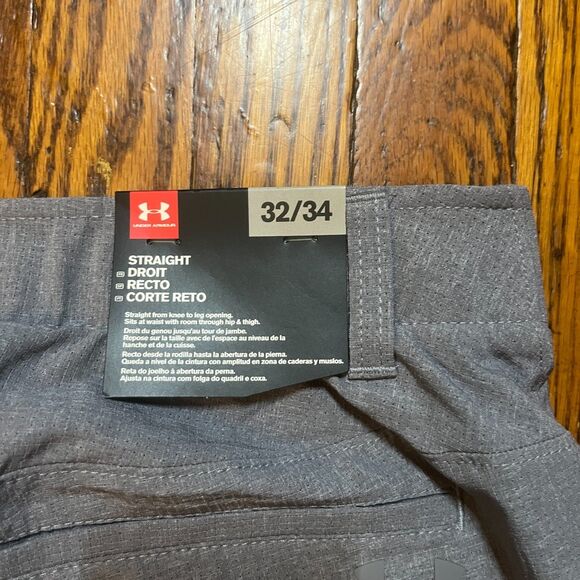 UNDER ARMOUR
32/34
STRAIGHT
FR DROIT
ES RECTO
PT CORTE RETO
Straight from knee to leg opening.
Sits at waist with room through hip & thigh.
Droit du genou jusqu'au tour de jambe.
Repose sur la taille avec de l'espace au niveau de la
hanche et de la cuisse.
Recto desde la rodilla hasta la abertura de la pierna.
Queda a nivel de la cintura con amplitud en zona de caderas y muslos.
Reta do joelho à abertura da perna.
Ajusta na cintura com folga do quadril e coxa.